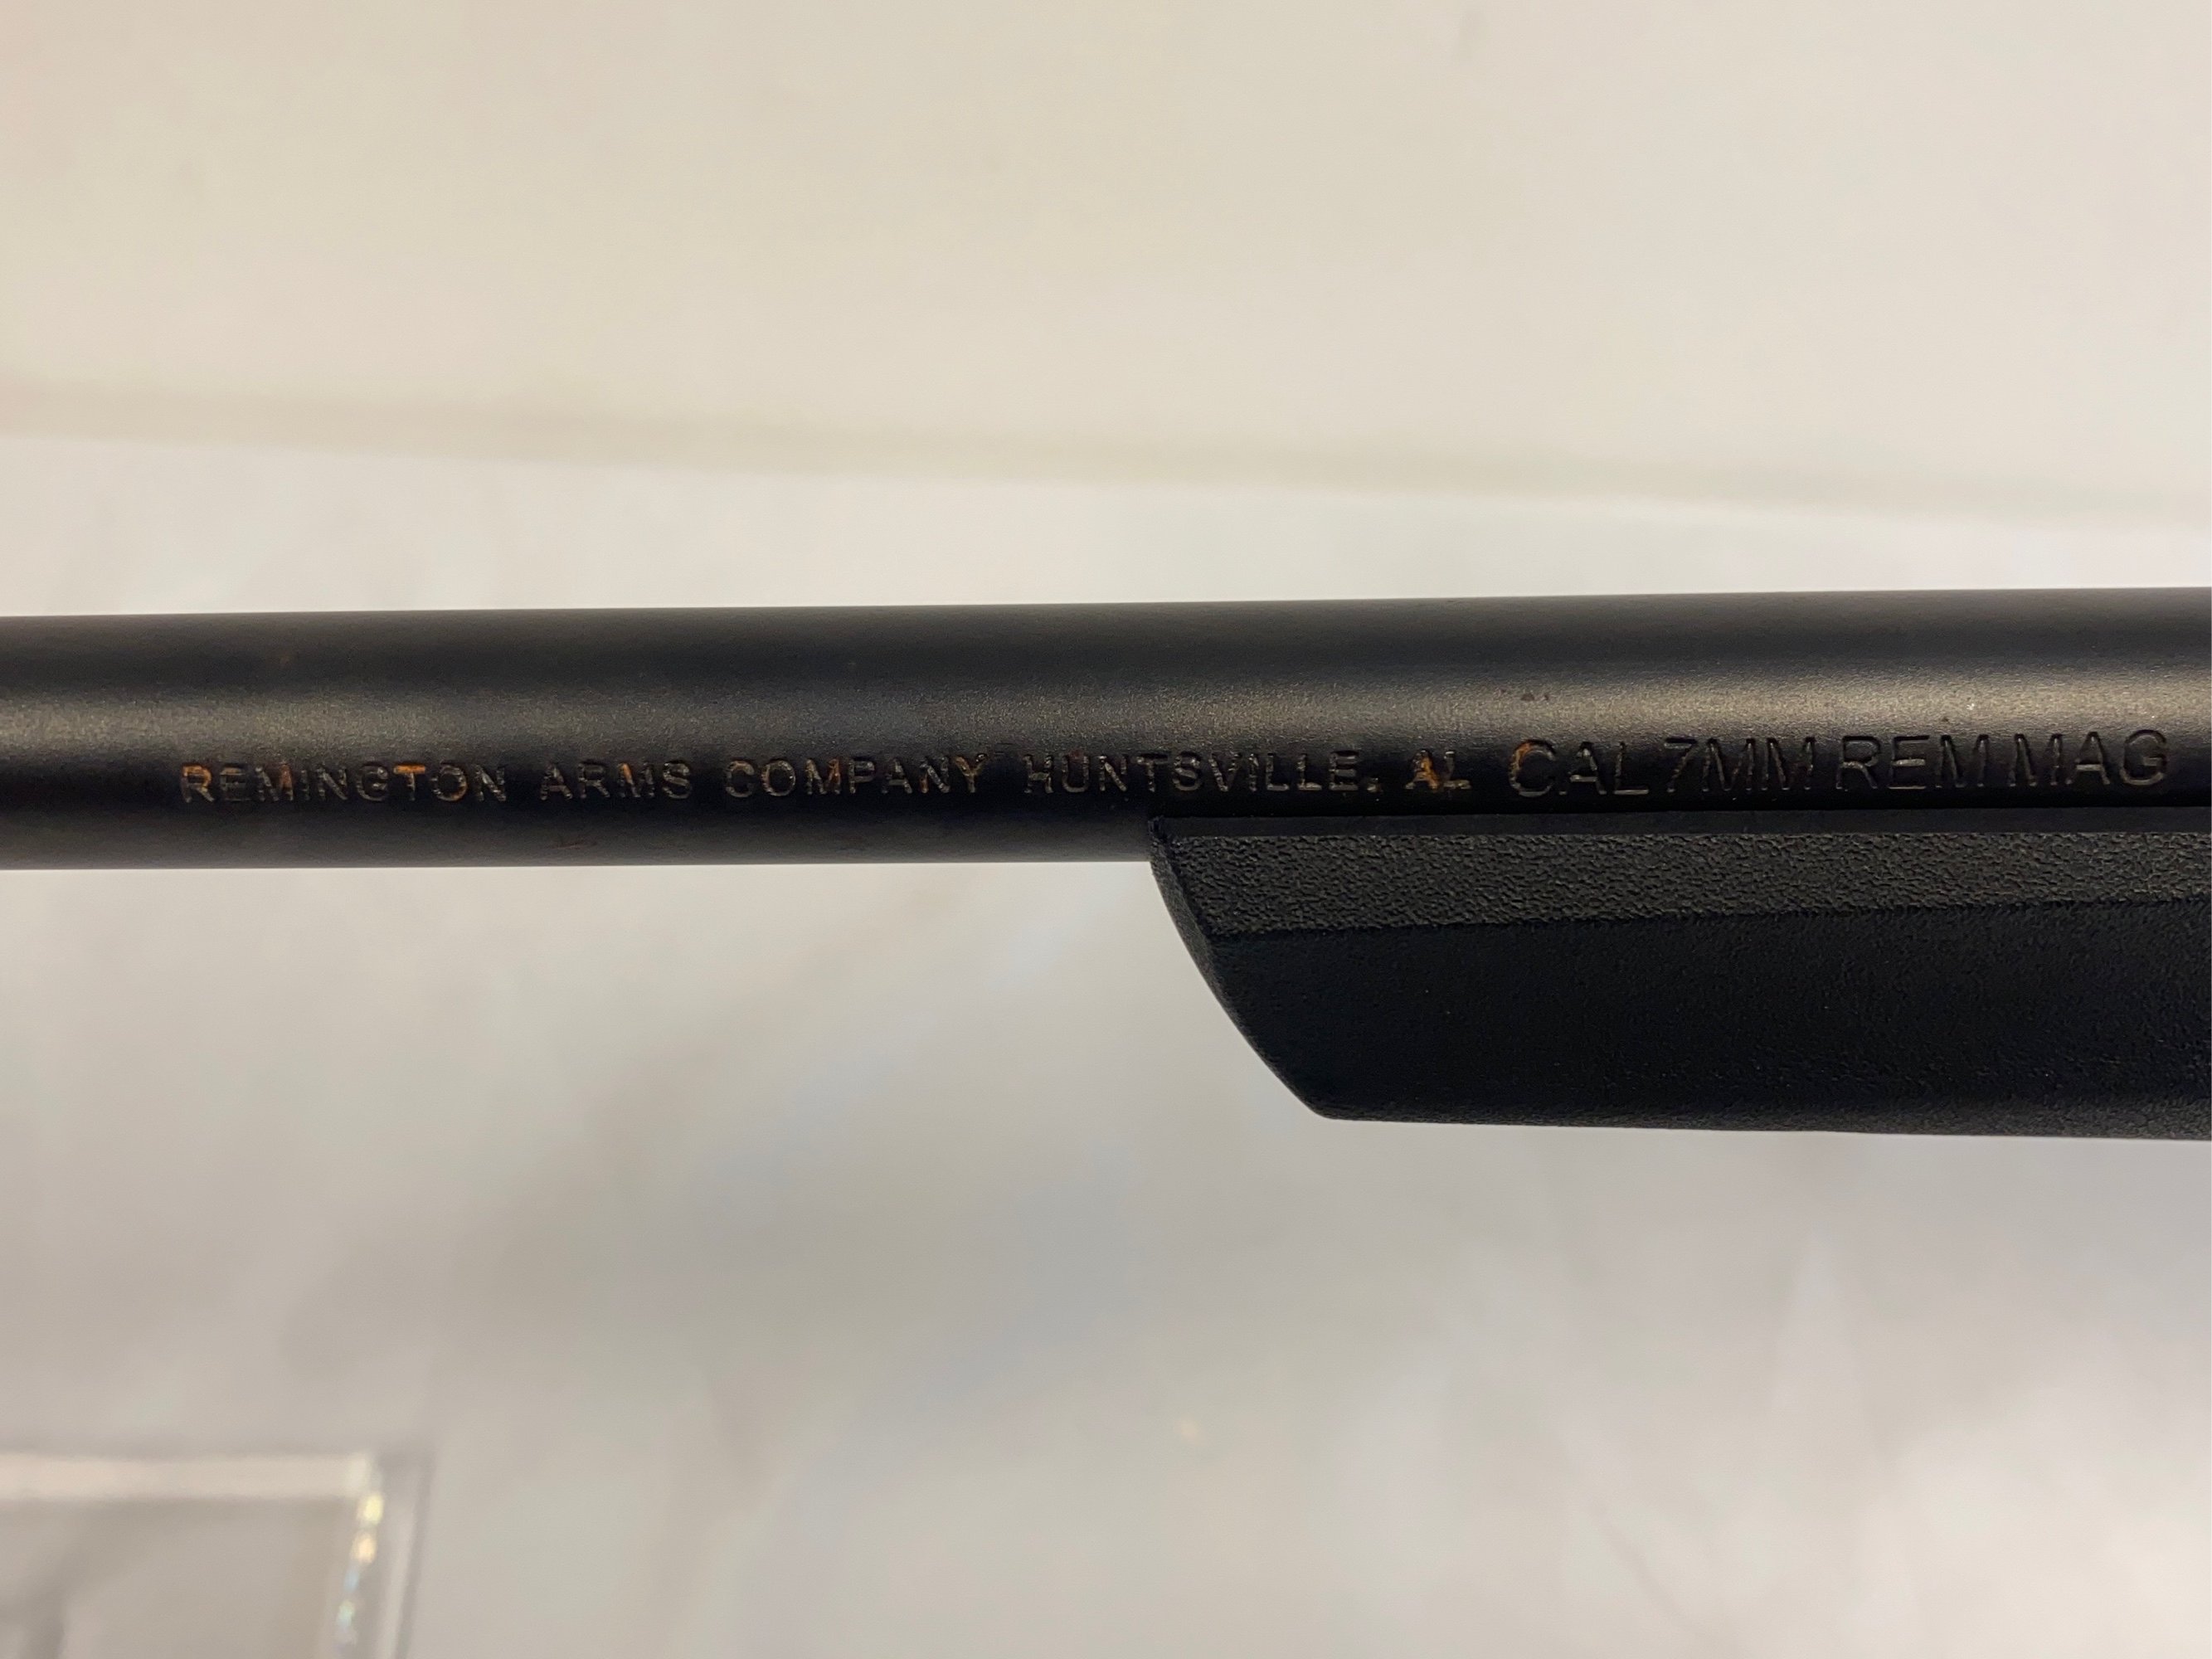 REMINGTON ARMS COMPANY HUNTSVILLE, AL CAL 7MM REM MAG